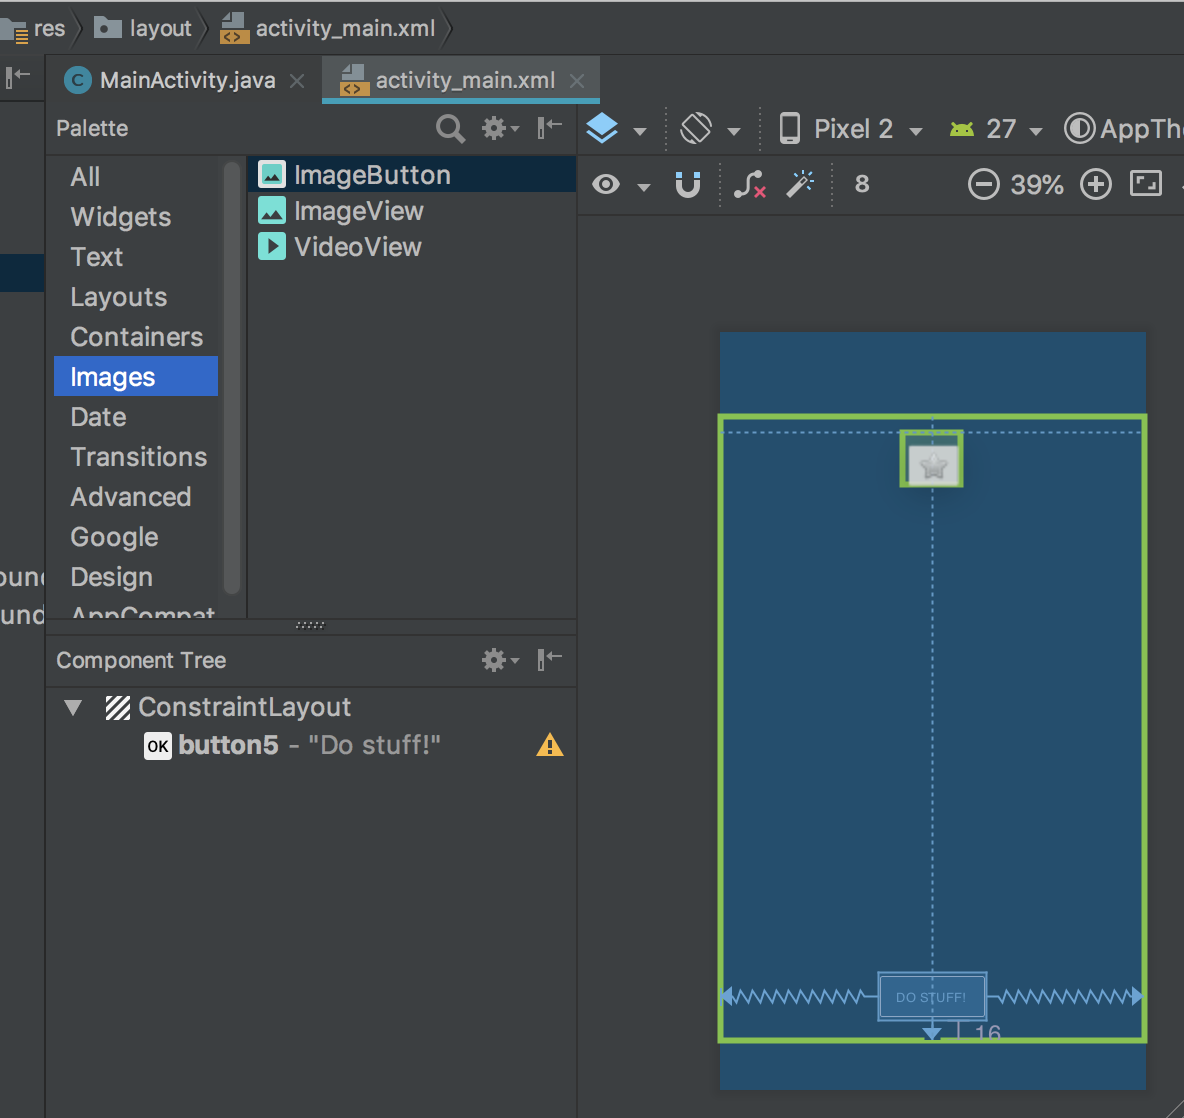 res layout activity_main.xml
MainActivity.java activity_main.xml
Palette
Pixel 2 27 AppThe
8 39%
All
Widgets
Text
Layouts
Containers
Images
Date
Transitions
Advanced
Google
Design
AppCompat
ImageButton
ImageView
VideoView
oun
und
Component Tree
ConstraintLayout
OK button5 - "Do stuff!"
DO STUFF!
16